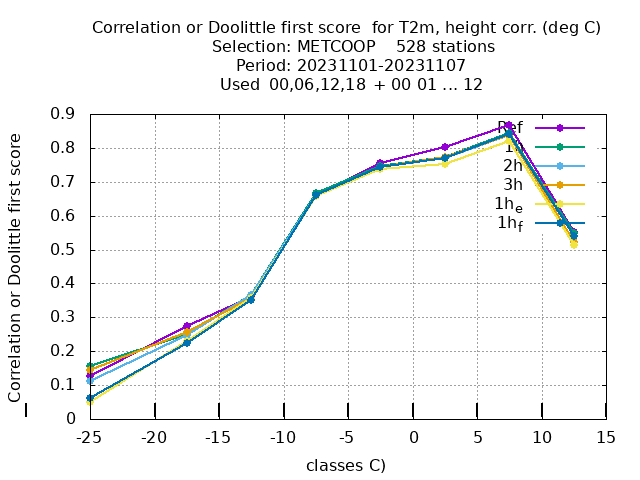 Correlation or Doolittle first score  for T2m, height corr. (deg C)
Selection: METCOOP    528 stations
Period: 20231101-20231107
Used 00,06,12,18 + 00 01 ... 12
Correlation or Doolittle first score
0.9
0.8
0.7
0.6
0.5
0.4
0.3
0.2
0.1
0
Ref
1h
2h
3h
1he
1hf
-25 -20 -15 -10 -5 0 5 10 15
classes C)